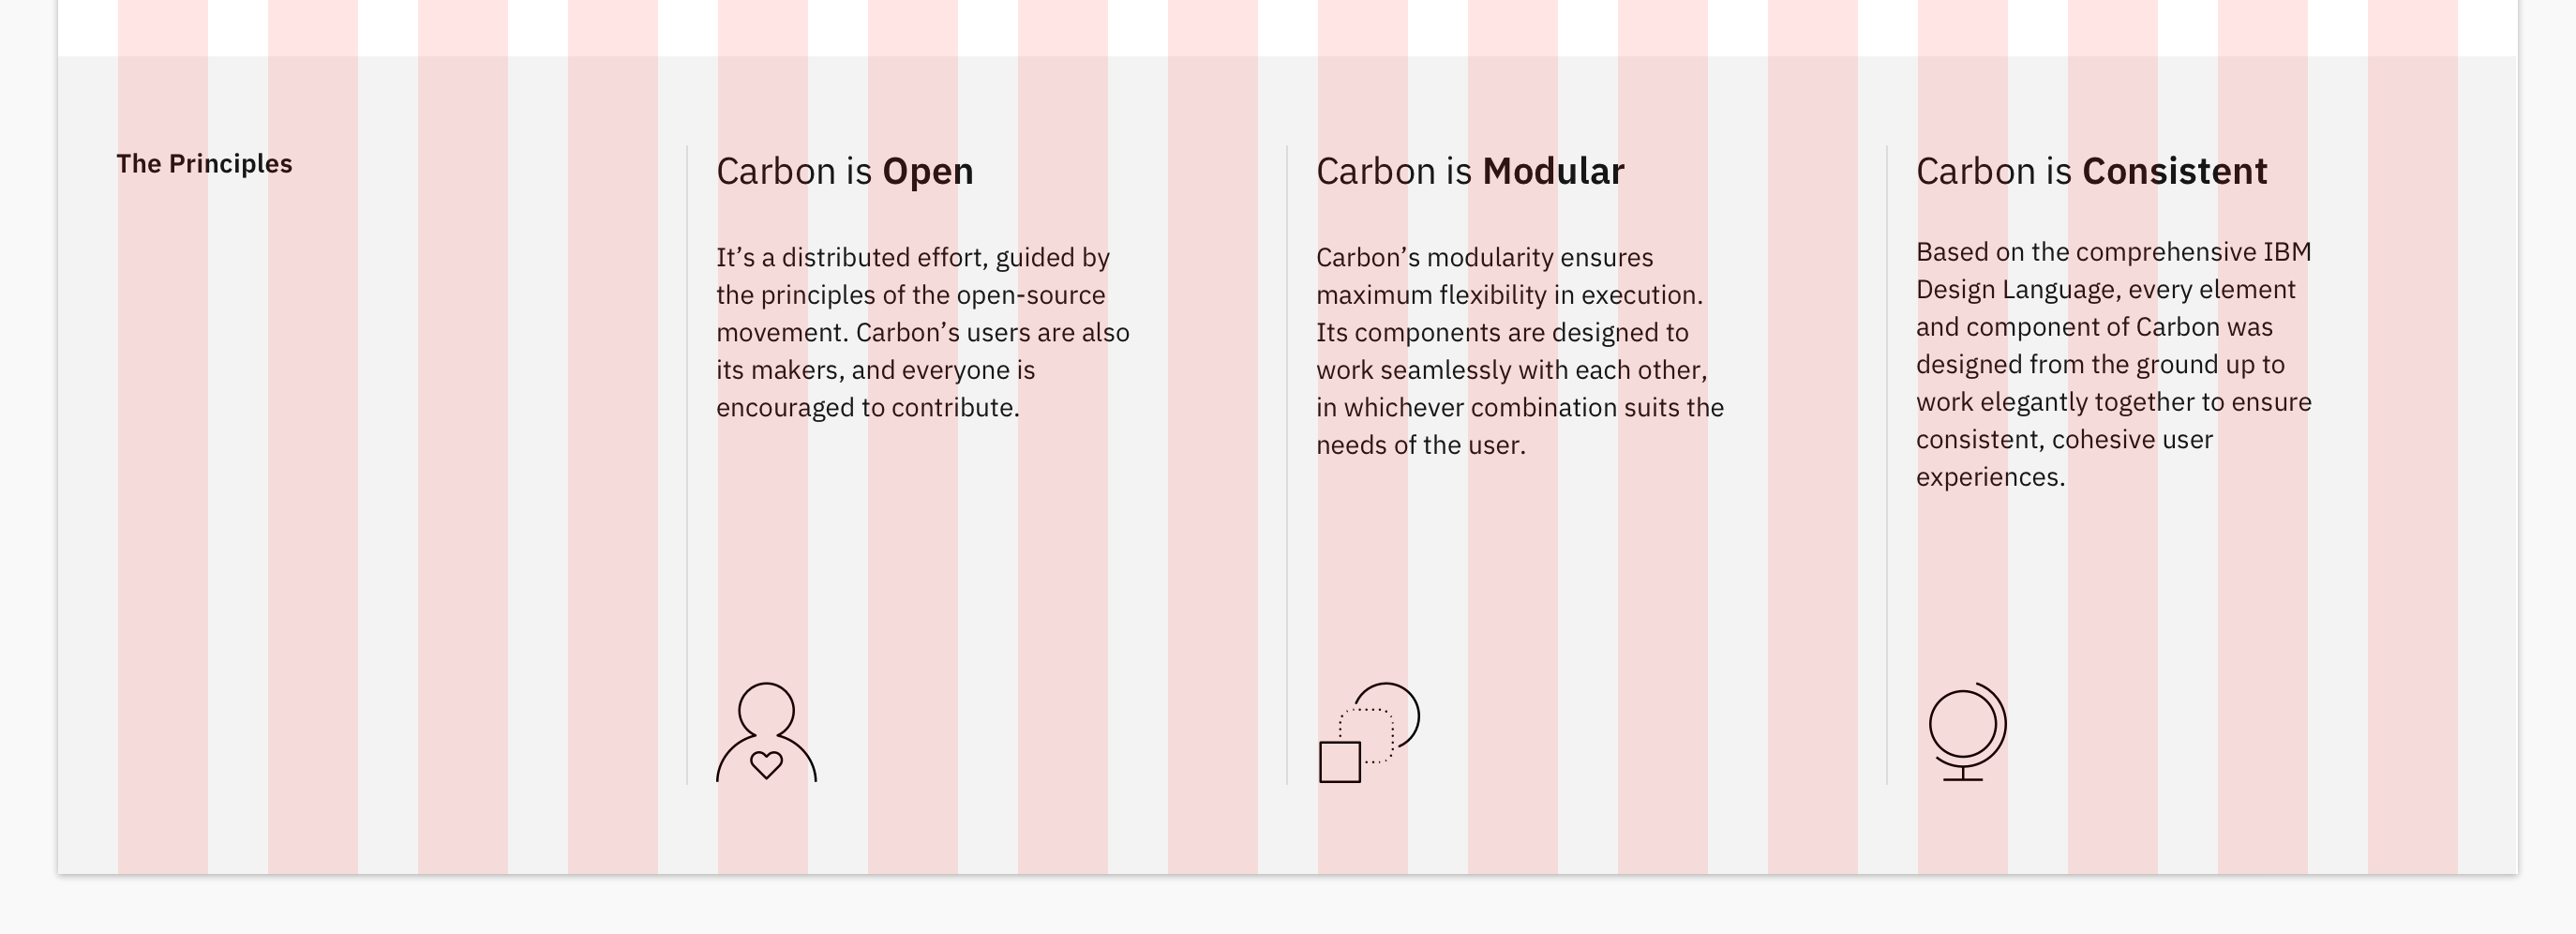 The Principles
Carbon is Open
It’s a distributed effort, guided by
the principles of the open-source
movement. Carbon’s users are also
its makers, and everyone is
encouraged to contribute.
Carbon is Modular
Carbon’s modularity ensures
maximum flexibility in execution.
Its components are designed to
work seamlessly with each other,
in whichever combination suits the
needs of the user.
Carbon is Consistent
Based on the comprehensive IBM
Design Language, every element
and component of Carbon was
designed from the ground up to
work elegantly together to ensure
consistent, cohesive user
experiences.